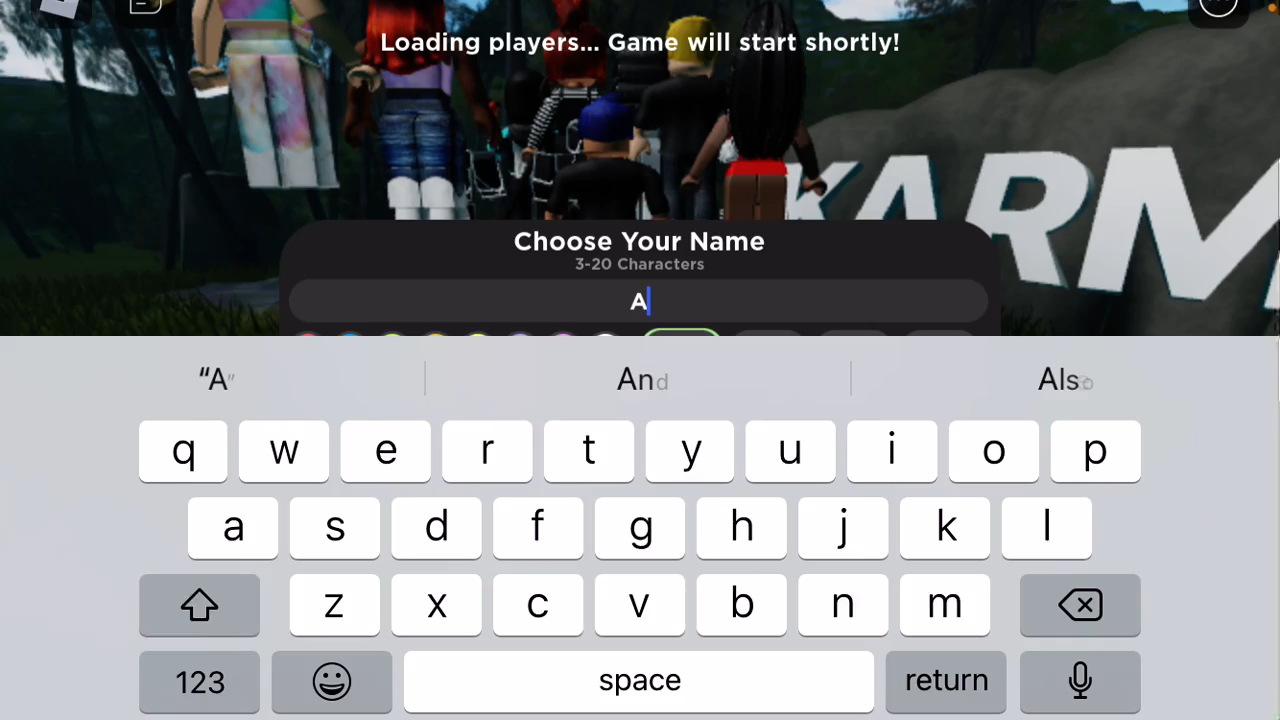 Loading players... Game will start shortly!
KARM
Choose Your Name
3-20 Characters
A
“A” And Also
q w e r t y u i o p
a s d f g h j k l
z x c v b n m
123 space return